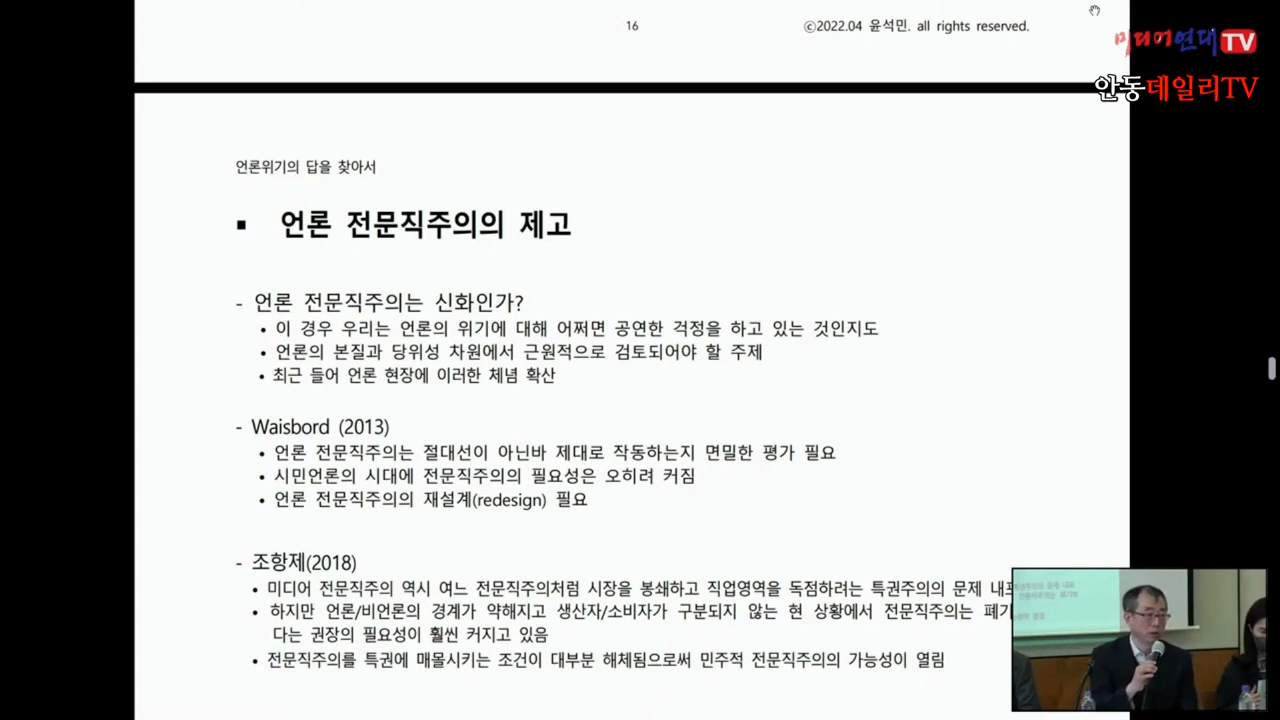 16
ⓒ2022.04 윤석민. all rights reserved.
미디어연대TV
안동데일리TV
언론위기의 답을 찾아서
▪ 언론 전문직주의의 제고
- 언론 전문직주의는 신화인가?
• 이 경우 우리는 언론의 위기에 대해 어쩌면 공연한 걱정을 하고 있는 것인지도
• 언론의 본질과 당위성 차원에서 근원적으로 검토되어야 할 주제
• 최근 들어 언론 현장에 이러한 체념 확산
- Waisbord (2013)
• 언론 전문직주의는 절대선이 아닌바 제대로 작동하는지 면밀한 평가 필요
• 시민언론의 시대에 전문직주의의 필요성은 오히려 커짐
• 언론 전문직주의의 재설계(redesign) 필요
- 조항제(2018)
• 미디어 전문직주의 역시 여느 전문직주의처럼 시장을 봉쇄하고 직업영역을 독점하려는 특권주의의 문제 내포
• 하지만 언론/비언론의 경계가 약해지고 생산자/소비자가 구분되지 않는 현 상황에서 전문직주의는 폐기
다는 권장의 필요성이 훨씬 커지고 있음
• 전문직주의를 특권에 매몰시키는 조건이 대부분 해체됨으로써 민주적 전문직주의의 가능성이 열림